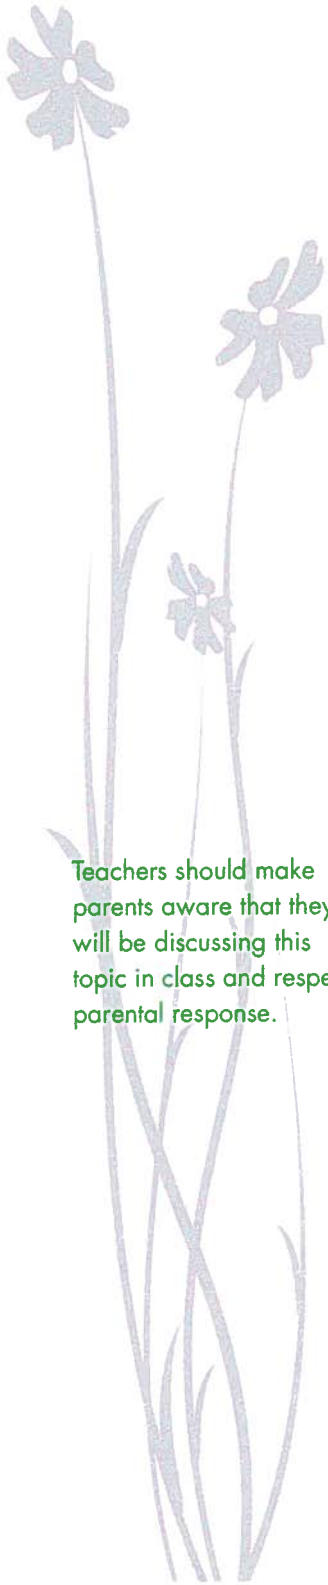 Teachers should make
parents aware that they
will be discussing this
topic in class and respe
parental response.